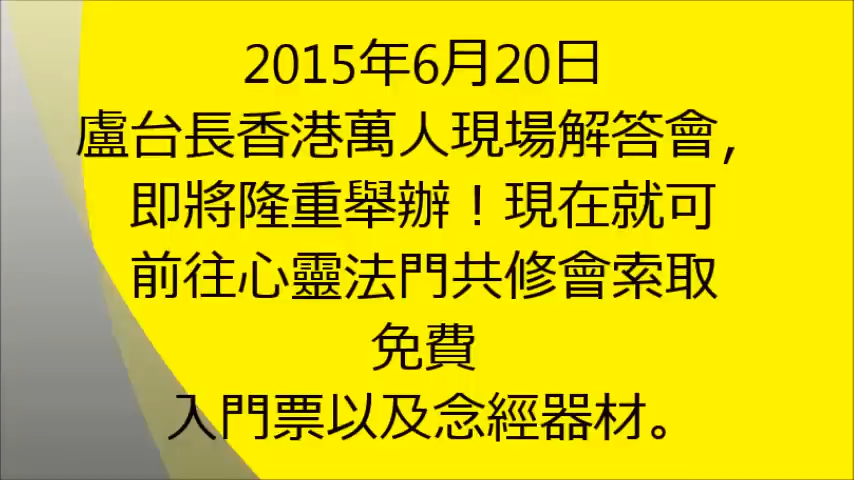 2015年6月20日
盧台長香港萬人現場解答會,
即將隆重舉辦！現在就可
前往心靈法門共修會索取
免費
入門票以及念經器材。